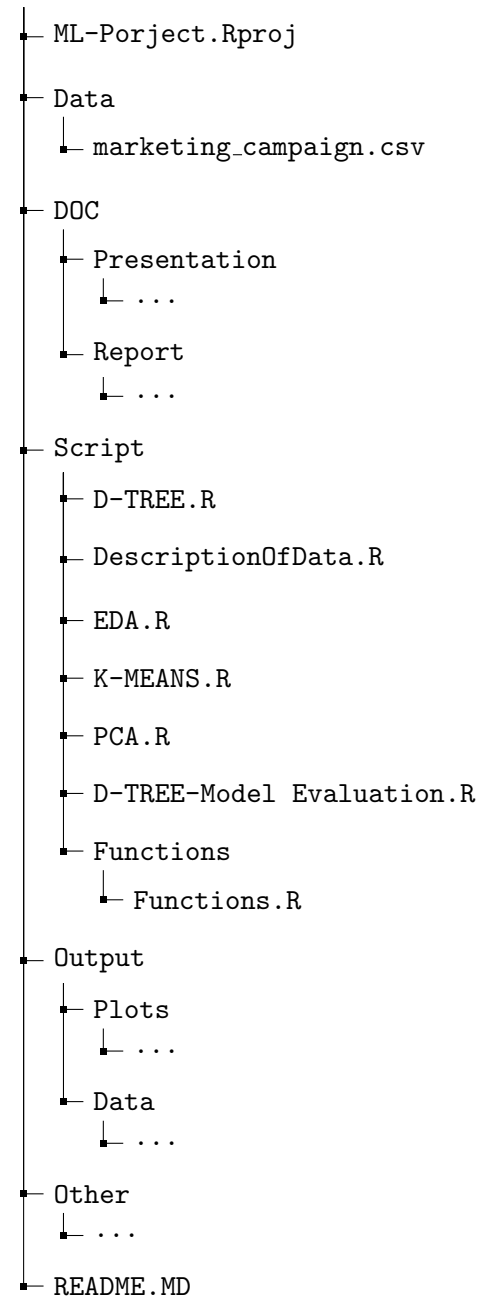 ML-Porject.Rproj
Data
marketing_campaign.csv
DOC
Presentation
...
Report
...
Script
D-TREE.R
DescriptionOfData.R
EDA.R
K-MEANS.R
PCA.R
D-TREE-Model Evaluation.R
Functions
Functions.R
Output
Plots
...
Data
...
Other
...
README.MD